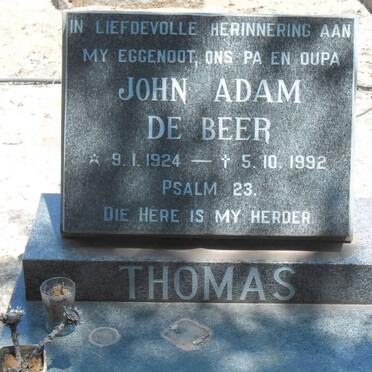 IN LIEFDEVOLLE HERINNERING AAN
MY EGGENOOT, ONS PA EN OUPA
JOHN ADAM
DE BEER
☆ 9.1.1924 — † 5.10.1992
PSALM 23.
DIE HERE IS MY HERDER.
THOMAS